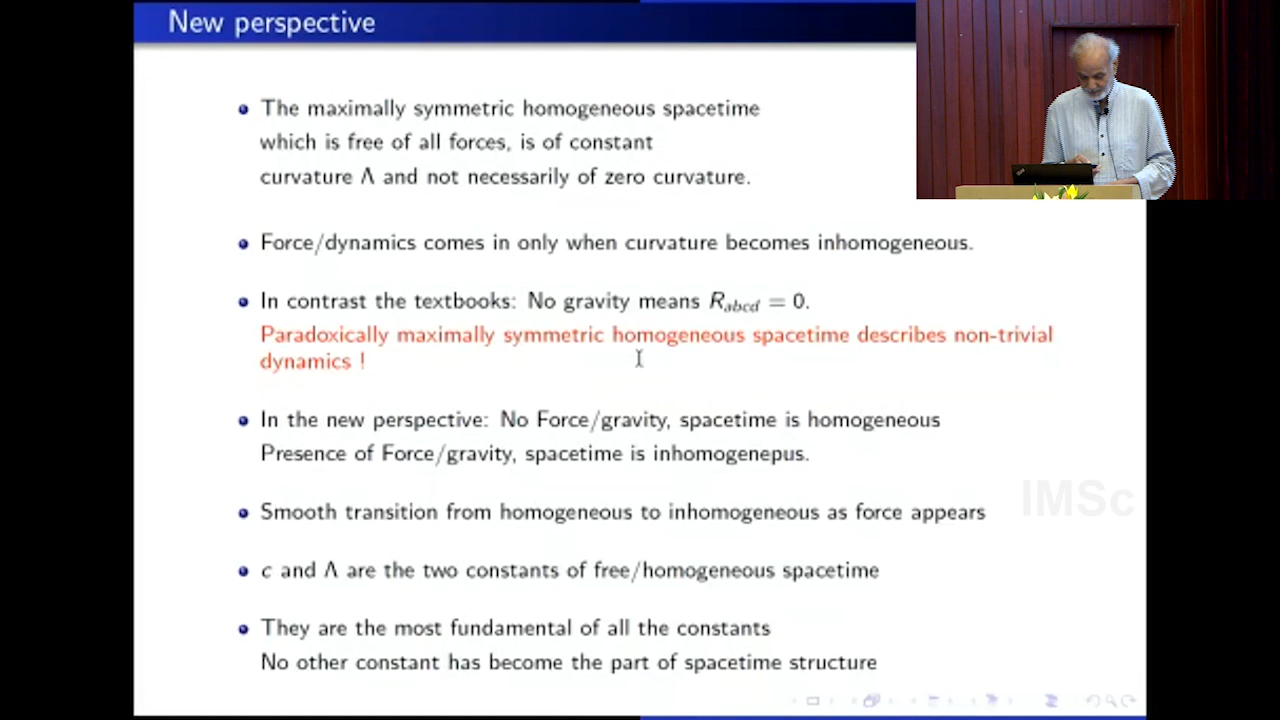 New perspective
The maximally symmetric homogeneous spacetime
which is free of all forces, is of constant
curvature Λ and not necessarily of zero curvature.
Force/dynamics comes in only when curvature becomes inhomogeneous.
In contrast the textbooks: No gravity means R_{abcd} = 0.
Paradoxically maximally symmetric homogeneous spacetime describes non-trivial
dynamics !
In the new perspective: No Force/gravity, spacetime is homogeneous
Presence of Force/gravity, spacetime is inhomogenepus.
Smooth transition from homogeneous to inhomogeneous as force appears
c and Λ are the two constants of free/homogeneous spacetime
They are the most fundamental of all the constants
No other constant has become the part of spacetime structure
IMSc